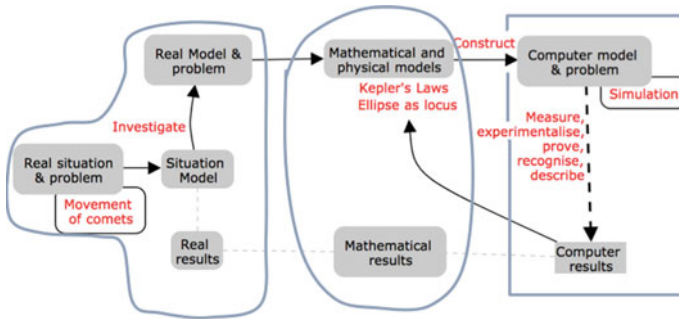 Real Model &
problem
Mathematical and
physical models
Construct
Computer model
& problem
Kepler's Laws
Ellipse as locus
Simulation
Investigate
Measure,
experimentalise,
prove,
recognise,
describe
Real situation
& problem
Situation
Model
Movement
of comets
Real
results
Mathematical
results
Computer
results